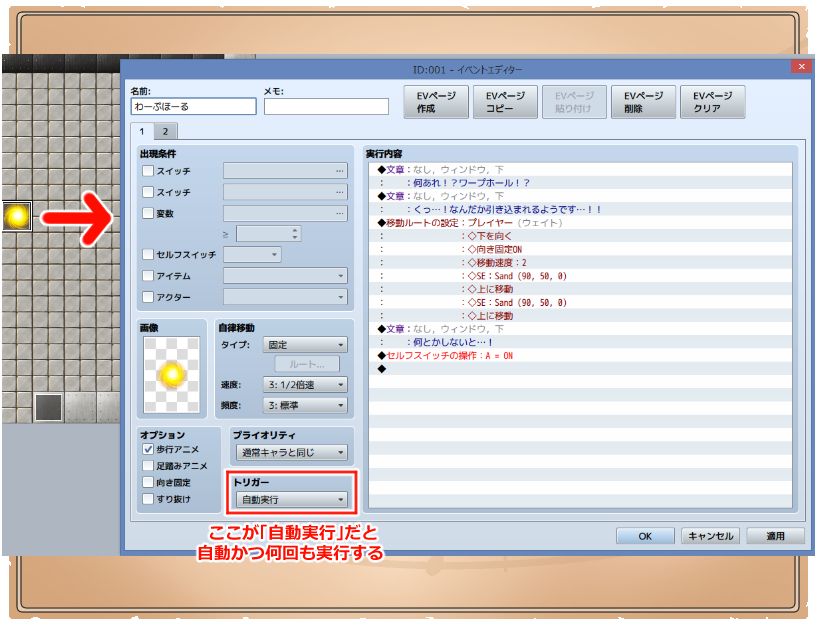 ID:001 - イベントエディター
名前:
わーぷほーる
メモ:
EVページ
作成
EVページ
コピー
EVページ
貼り付け
EVページ
削除
EVページ
クリア
1 2
出現条件
スイッチ ...
スイッチ ...
変数 ...
≥
セルフスイッチ
アイテム
アクター
画像
自律移動
タイプ: 固定
ルート...
速度: 3: 1/2倍速
頻度: 3: 標準
オプション
歩行アニメ
足踏みアニメ
向き固定
すり抜け
プライオリティ
通常キャラと同じ
トリガー
自動実行
実行内容
◆文章:なし, ウィンドウ, 下
: :何あれ！？ワープホール！？
◆文章:なし, ウィンドウ, 下
: :くっ…！なんだか引き込まれるようです…！！
◆移動ルートの設定:プレイヤー (ウェイト)
: :◇下を向く
: :◇向き固定ON
: :◇移動速度:2
: :◇SE:Sand (90, 50, 0)
: :◇上に移動
: :◇SE:Sand (90, 50, 0)
: :◇上に移動
◆文章:なし, ウィンドウ, 下
: :何とかしないと…！
◆セルフスイッチの操作:A = ON
◆
OK キャンセル 適用
ここが「自動実行」だと
自動かつ何回も実行する